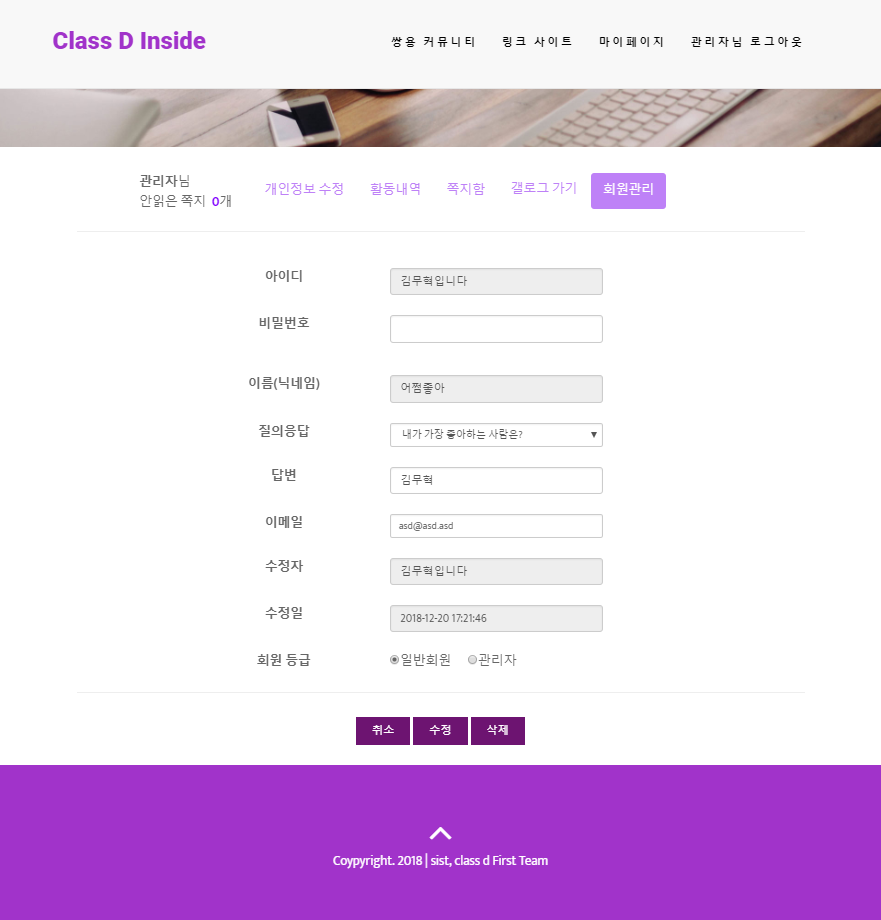 Class D Inside
쌍용 커뮤니티 링크 사이트 마이페이지 관리자님 로그아웃
관리자님
안읽은 쪽지 0개
개인정보 수정 활동내역 쪽지함 갤로그 가기 회원관리
아이디 김무혁입니다
비밀번호
이름(닉네임) 어쩜좋아
질의응답 내가 가장 좋아하는 사람은?
답변 김무혁
이메일 asd@asd.asd
수정자 김무혁입니다
수정일 2018-12-20 17:21:46
회원 등급 일반회원 관리자
취소 수정 삭제
Coypyright. 2018 | sist, class d First Team